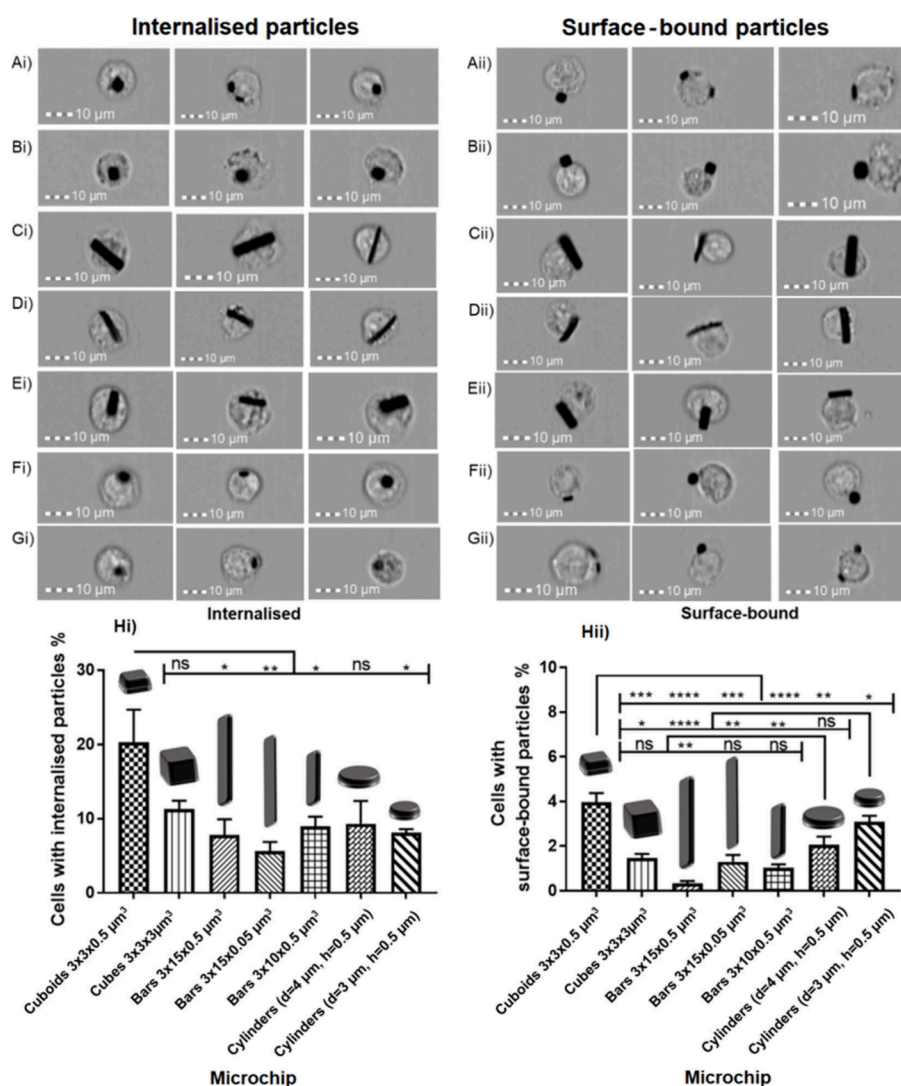 Internalised particles
Surface-bound particles
Ai)
10 µm
10 µm
10 µm
Aii)
10 µm
10 µm
10 µm
Bi)
10 µm
10 µm
10 µm
Bii)
10 µm
10 µm
10 µm
Ci)
10 µm
10 µm
10 µm
Cii)
10 µm
10 µm
10 µm
Di)
10 µm
10 µm
10 µm
Dii)
10 µm
10 µm
10 µm
Ei)
10 µm
10 µm
10 µm
Eii)
10 µm
10 µm
10 µm
Fi)
10 µm
10 µm
10 µm
Fii)
10 µm
10 µm
10 µm
Gi)
10 µm
10 µm
10 µm
Gii)
10 µm
10 µm
10 µm
Internalised
Hi)
Cells with internalised particles %
30
20
10
0
ns * ** * ns *
Cuboids 3x3x0.5 µm³
Cubes 3x3x3µm³
Bars 3x15x0.5 µm³
Bars 3x15x0.05 µm³
Bars 3x10x0.5 µm³
Cylinders (d=4 µm, h=0.5 µm)
Cylinders (d=3 µm, h=0.5 µm)
Microchip
Surface-bound
Hii)
Cells with
surface-bound particles %
10
8
6
4
2
0
*** **** *** **** ** *
* **** ** ** ns
ns ** ns ns
Cuboids 3x3x0.5 µm³
Cubes 3x3x3µm³
Bars 3x15x0.5 µm³
Bars 3x15x0.05 µm³
Bars 3x10x0.5 µm³
Cylinders (d=4 µm, h=0.5 µm)
Cylinders (d=3 µm, h=0.5 µm)
Microchip